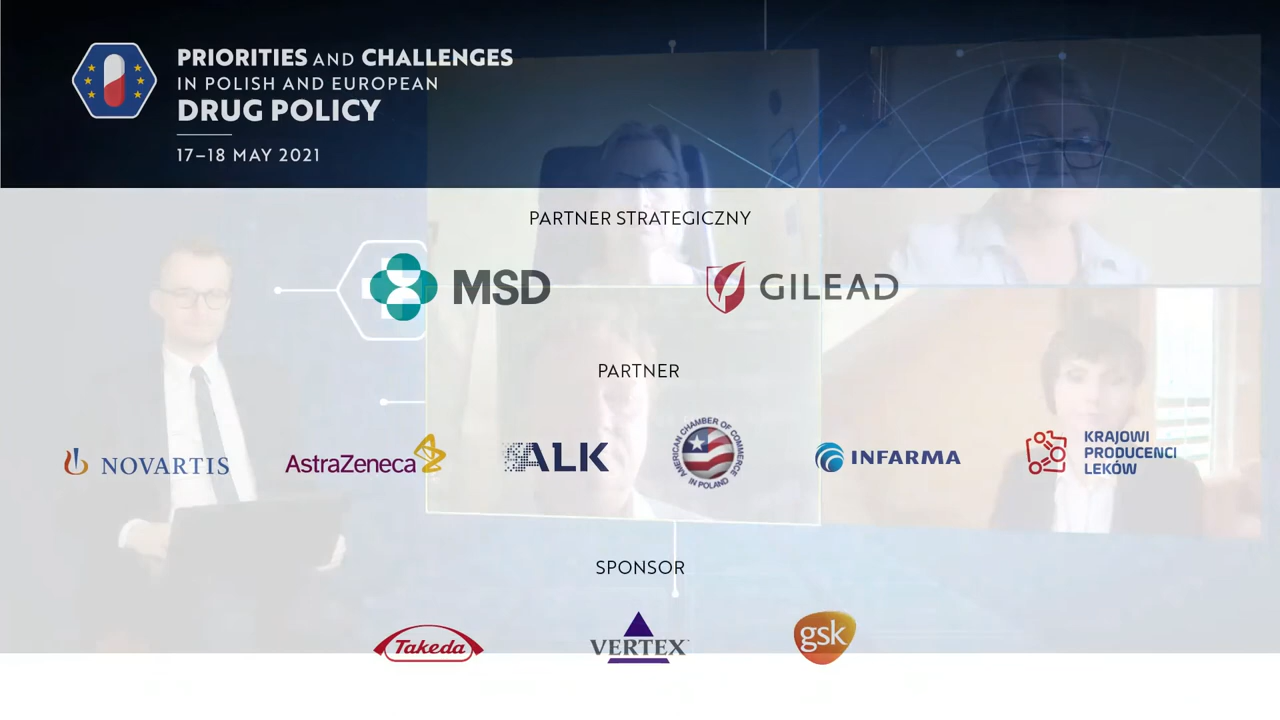 PRIORITIES AND CHALLENGES
IN POLISH AND EUROPEAN
DRUG POLICY
17–18 MAY 2021
PARTNER STRATEGICZNY
MSD
GILEAD
PARTNER
NOVARTIS
AstraZeneca
ALK
AMERICAN CHAMBER OF COMMERCE
IN POLAND
INFARMA
KRAJOWI
PRODUCENCI
LEKÓW
SPONSOR
Takeda
VERTEX
gsk